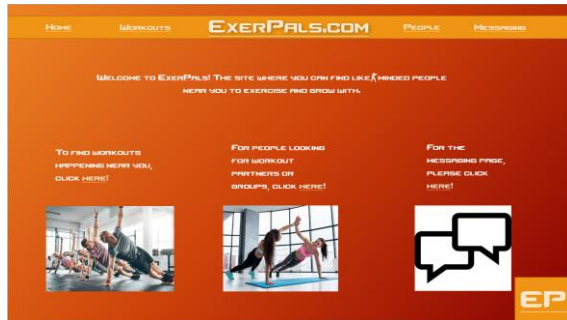 Home Workouts ExerPals.com People Messaging
Welcome to ExerPals! The site where you can find like minded people
near you to exercise and grow with.
To find workouts
happening near you,
click here!
For people looking
for workout
partners or
groups, click here!
For the
messaging page,
please click
here!
EP